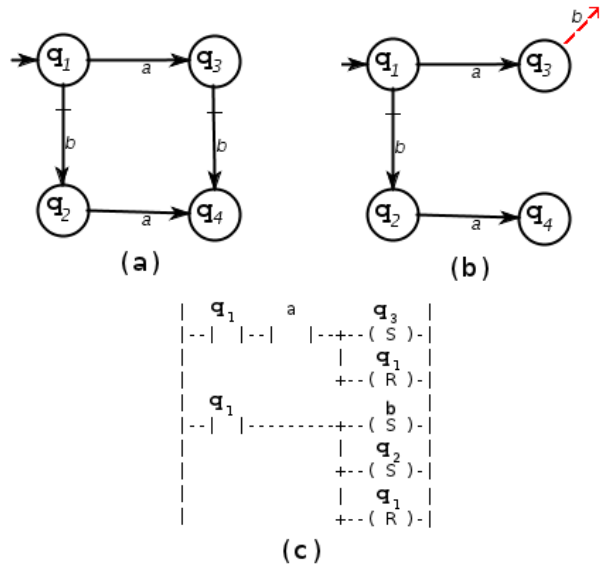 b
q1 a q3 q1 a q3
b b b
q2 a q4 q2 a q4
(a) (b)
q1 a q3
|--| |--| |--+--( S )-|
| | q1 |
| +--( R )-|
| q1 b |
|--| |---------+--( S )-|
| | q2 |
| +--( S )-|
| | q1 |
| +--( R )-|
(c)